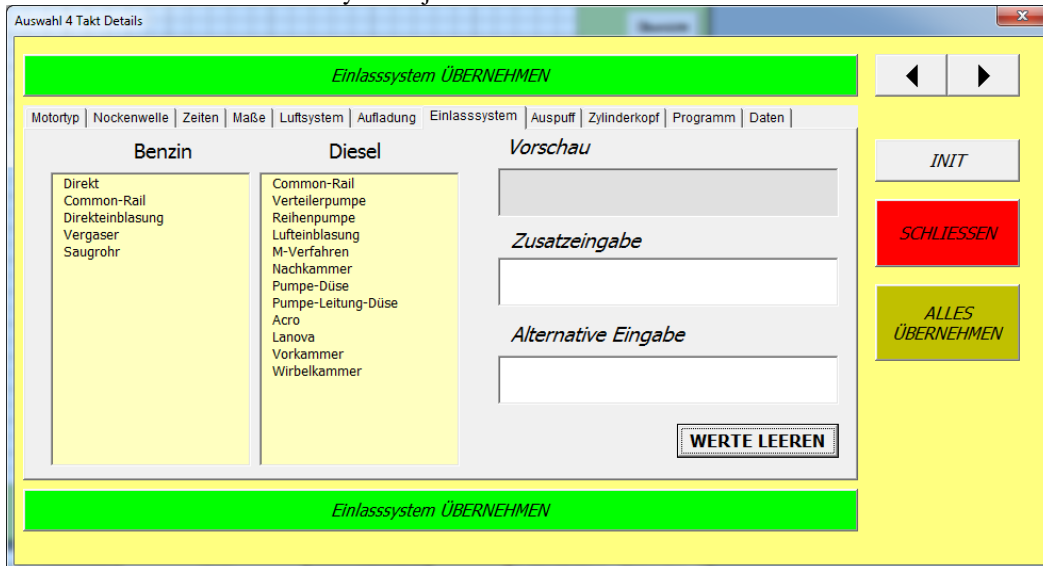 Auswahl 4 Takt Details
x
Einlasssystem ÜBERNEHMEN
Motortyp Nockenwelle Zeiten Maße Luftsystem Aufladung Einlasssystem Auspuff Zylinderkopf Programm Daten
Benzin
Direkt
Common-Rail
Direkteinblasung
Vergaser
Saugrohr
Diesel
Common-Rail
Verteilerpumpe
Reihenpumpe
Lufteinblasung
M-Verfahren
Nachkammer
Pumpe-Düse
Pumpe-Leitung-Düse
Acro
Lanova
Vorkammer
Wirbelkammer
Vorschau
Zusatzeingabe
Alternative Eingabe
WERTE LEEREN
INIT
SCHLIESSEN
ALLES
ÜBERNEHMEN
Einlasssystem ÜBERNEHMEN